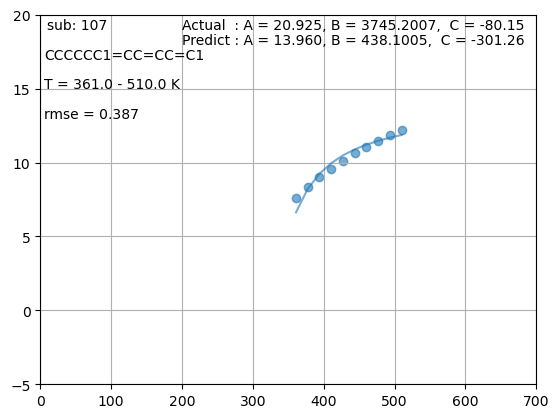 sub: 107
Actual : A = 20.925, B = 3745.2007, C = -80.15
Predict : A = 13.960, B = 438.1005, C = -301.26
CCCCCC1=CC=CC=C1
T = 361.0 - 510.0 K
rmse = 0.387
20
15
10
5
0
−5
0 100 200 300 400 500 600 700